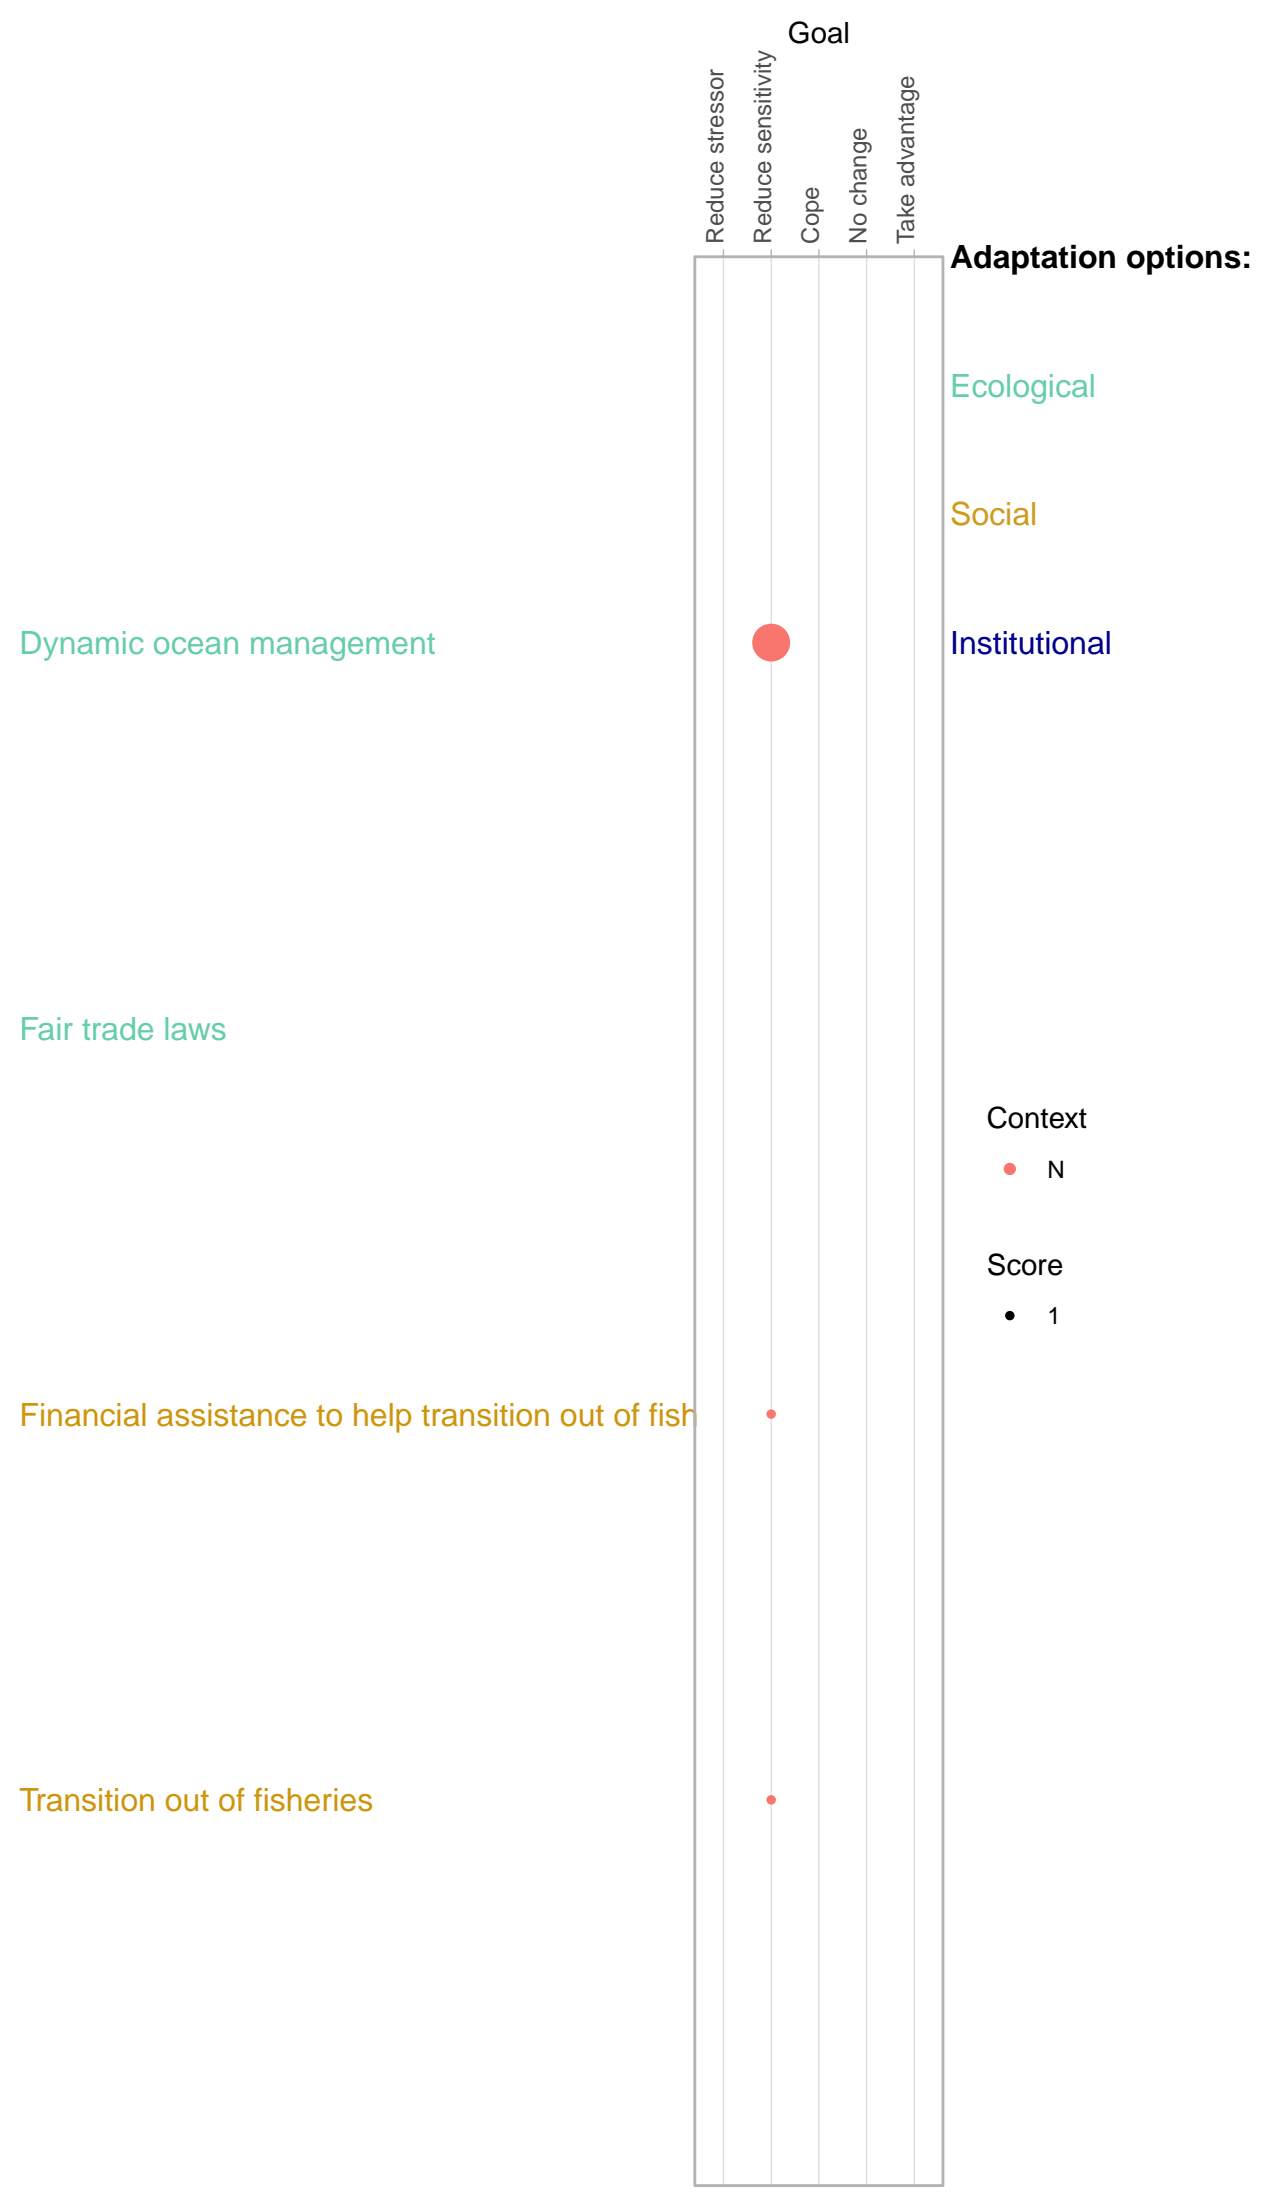 Goal
Reduce stressor
Reduce sensitivity
Cope
No change
Take advantage
Adaptation options:
Ecological
Social
Dynamic ocean management
Institutional
Fair trade laws
Context
N
Score
1
Financial assistance to help transition out of fish
Transition out of fisheries